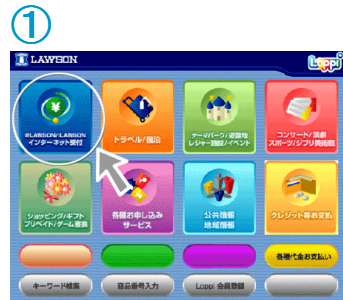 ①
LAWSON
Loppi
@LAWSON/LAWSON
インターネット受付
トラベル/宿泊
テーマパーク/遊園地
レジャー施設/イベント
コンサート/演劇
スポーツ/ジブリ美術館
ショッピング/ギフト
プリペイド/ゲーム書換
各種お申し込み
サービス
公共情報
地域情報
クレジット等お支払
各種代金お支払い
キーワード検索
商品番号入力
Loppi 会員登録